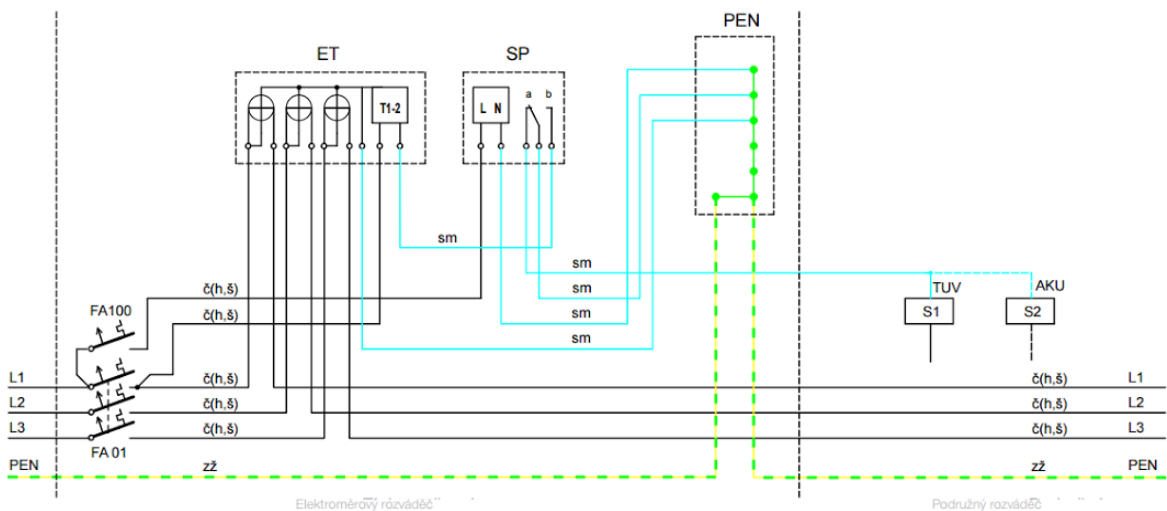 PEN
ET SP
T1-2 L N a b
sm
sm
č(h,š) sm TUV AKU
FA100 č(h,š) sm S1 S2
sm
L1 č(h,š) č(h,š) L1
L2 č(h,š) č(h,š) L2
L3 č(h,š) č(h,š) L3
FA 01
PEN zž zž PEN
Elektroměrový rozváděč Podružný rozváděč